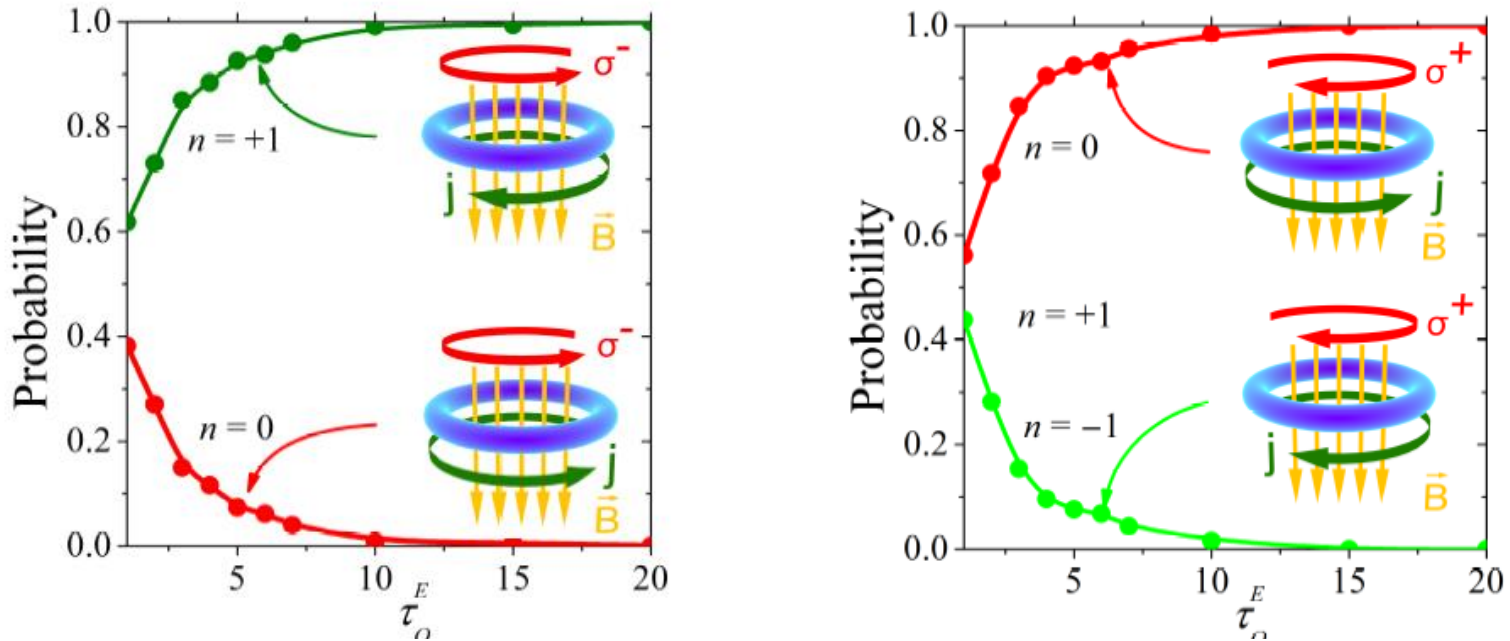 Probability
1.0
0.8
0.6
0.4
0.2
0.0
5
10
15
20
τ_Q^E
n = +1
σ⁻
j
B⃗
n = 0
σ⁻
j
B⃗
Probability
1.0
0.8
0.6
0.4
0.2
0.0
5
10
15
20
τ_Q^E
n = 0
σ⁺
j
B⃗
n = +1
n = −1
σ⁺
j
B⃗